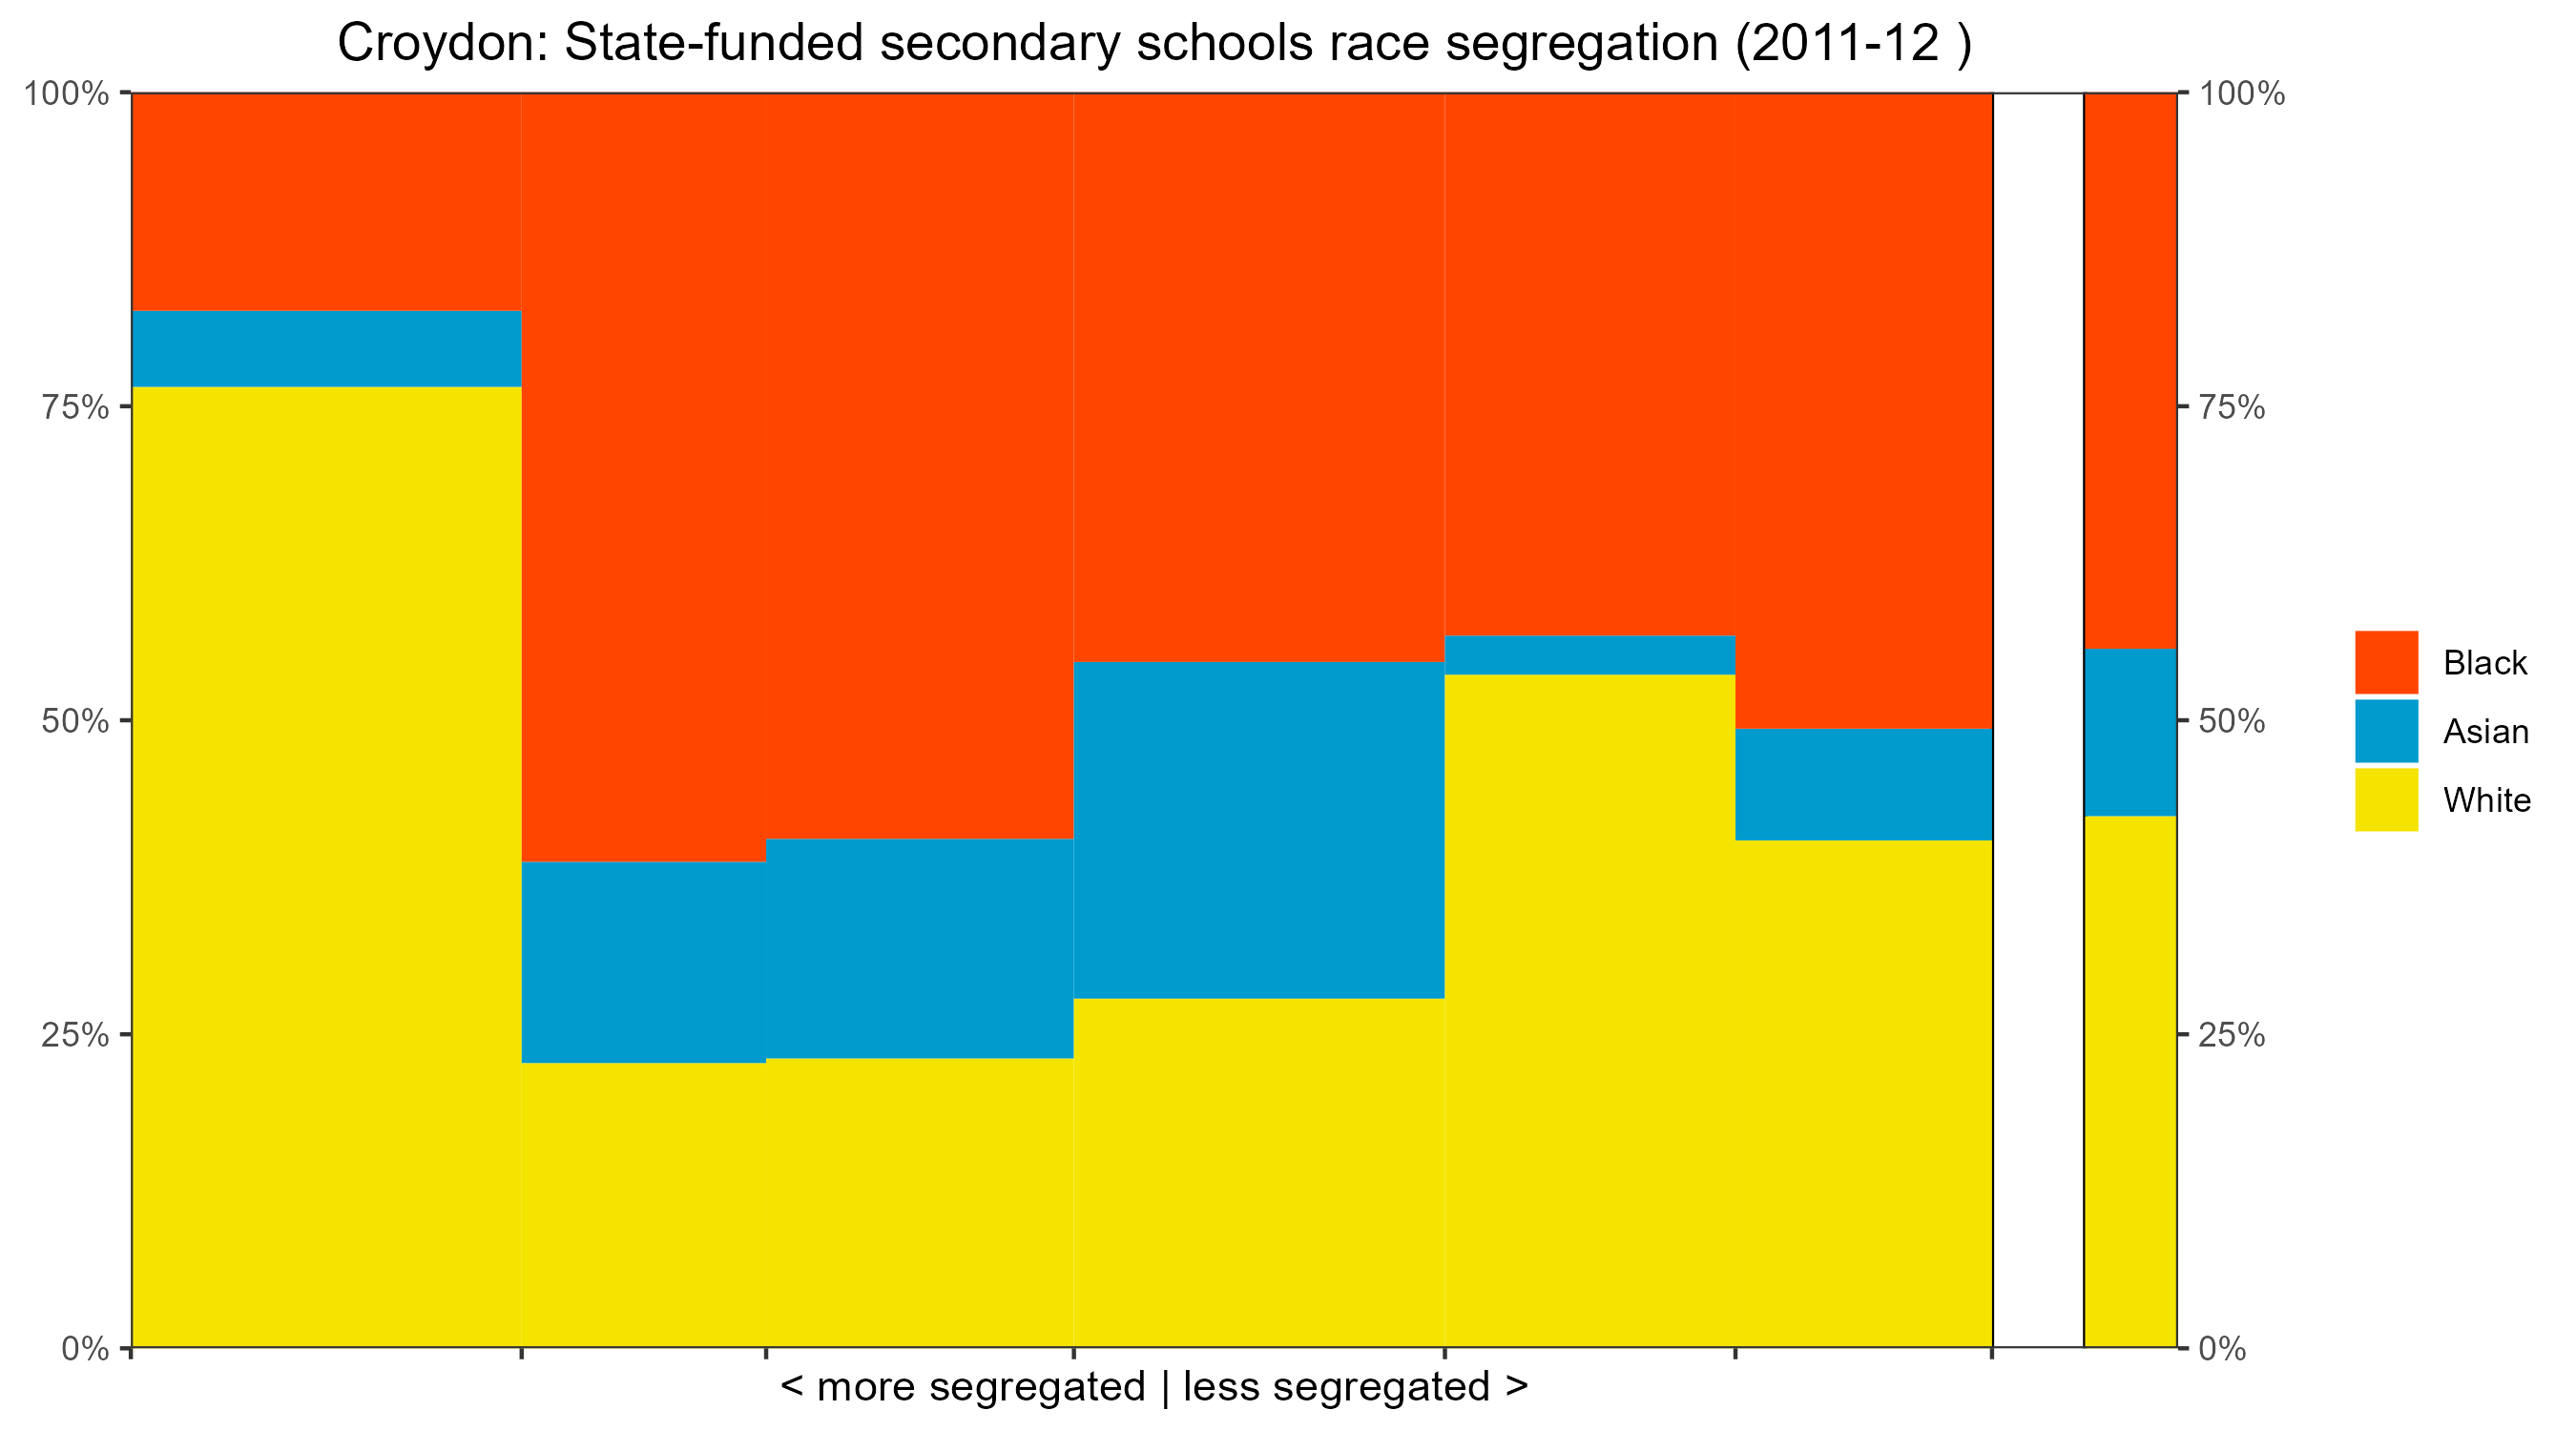 Croydon: State-funded secondary schools race segregation (2011-12 )
100%
75%
50%
25%
0%
100%
75%
50%
25%
0%
Black
Asian
White
< more segregated | less segregated >